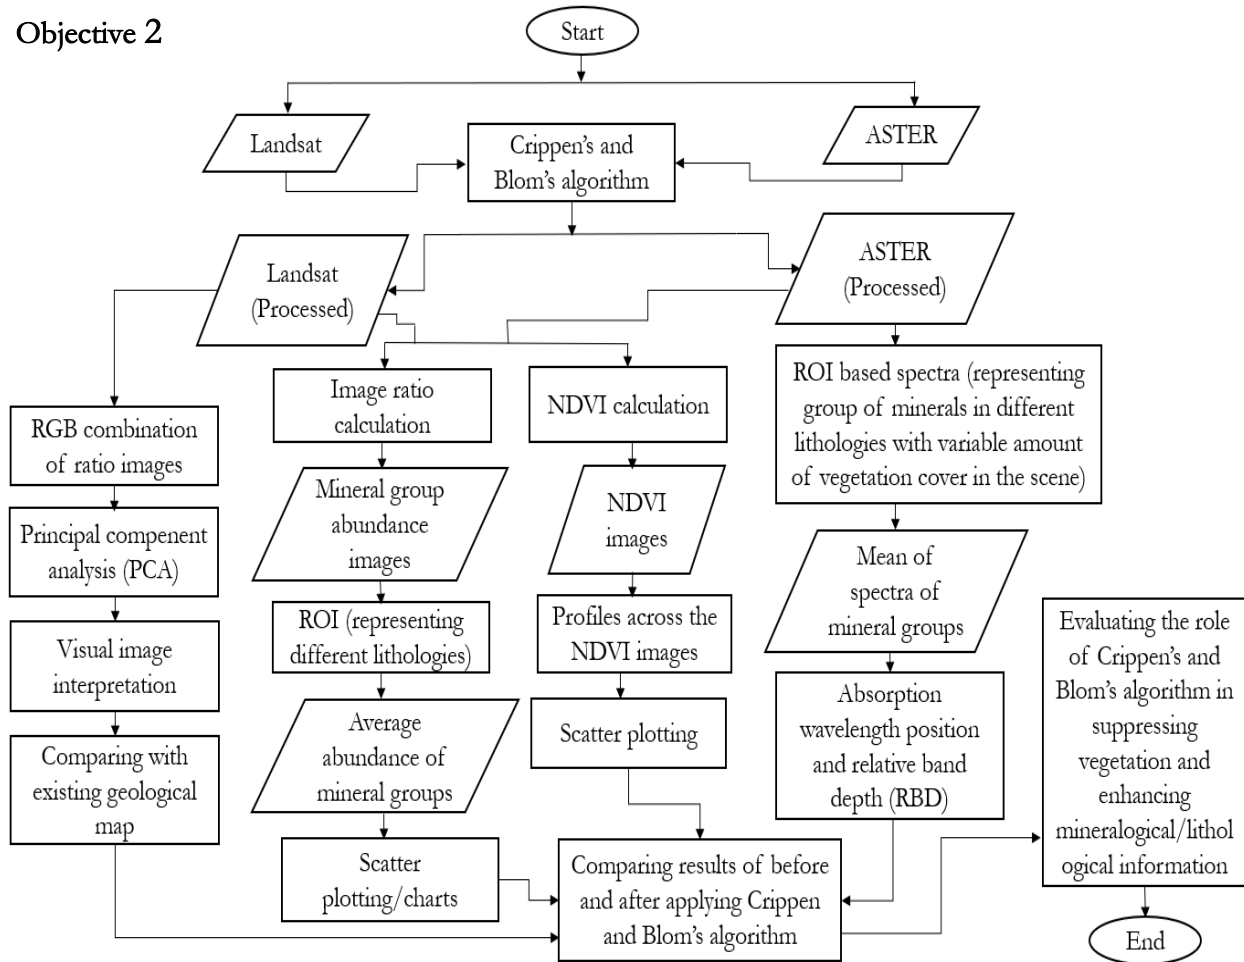 Objective 2
Start
Landsat
Crippen's and
Blom's algorithm
ASTER
Landsat
(Processed)
ASTER
(Processed)
RGB combination
of ratio images
Principal compenent
analysis (PCA)
Visual image
interpretation
Comparing with
existing geological
map
Image ratio
calculation
Mineral group
abundance
images
ROI (representing
different lithologies)
Average
abundance of
mineral groups
Scatter
plotting/charts
NDVI calculation
NDVI
images
Profiles across the
NDVI images
Scatter plotting
ROI based spectra (representing
group of minerals in different
lithologies with variable amount
of vegetation cover in the scene)
Mean of
spectra of
mineral groups
Absorption
wavelength position
and relative band
depth (RBD)
Comparing results of before
and after applying Crippen
and Blom's algorithm
Evaluating the role
of Crippen's and
Blom's algorithm in
suppressing
vegetation and
enhancing
mineralogical/lithol
ogical information
End